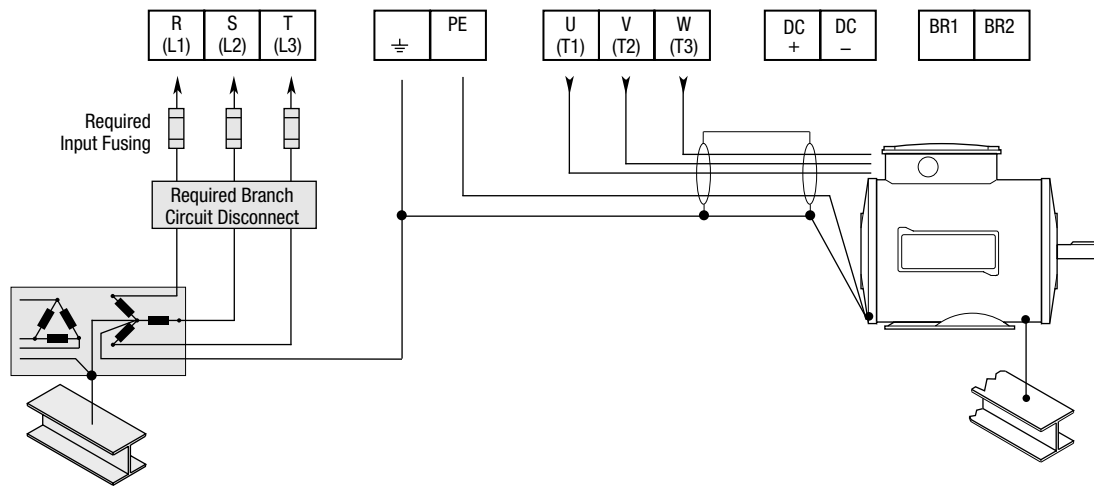 R
(L1)
S
(L2)
T
(L3)
PE
U
(T1)
V
(T2)
W
(T3)
DC
+
DC
–
BR1
BR2
Required
Input Fusing
Required Branch
Circuit Disconnect